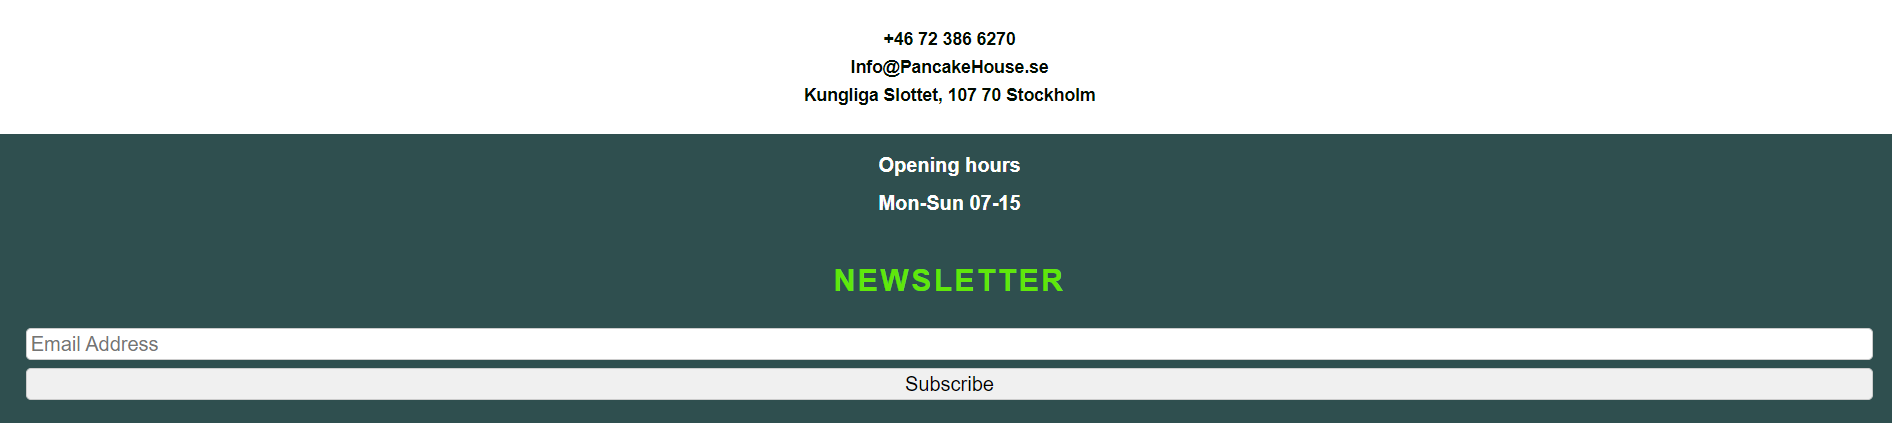 +46 72 386 6270
Info@PancakeHouse.se
Kungliga Slottet, 107 70 Stockholm
Opening hours
Mon-Sun 07-15
NEWSLETTER
Email Address
Subscribe